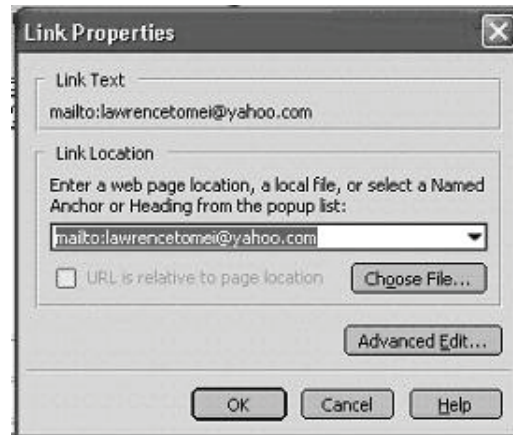 Link Properties
Link Text
mailto:lawrencetomei@yahoo.com
Link Location
Enter a web page location, a local file, or select a Named
Anchor or Heading from the popup list:
mailto:lawrencetomei@yahoo.com
URL is relative to page location
Choose File...
Advanced Edit...
OK
Cancel
Help